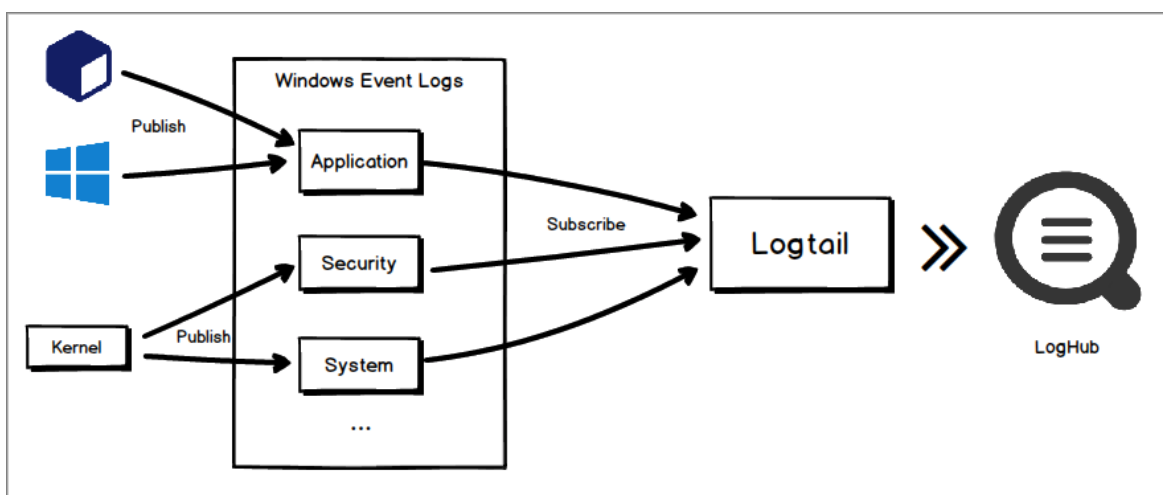 Windows Event Logs
Publish
Application
Subscribe
Security
Logtail
Publish
Kernel
System
LogHub
...